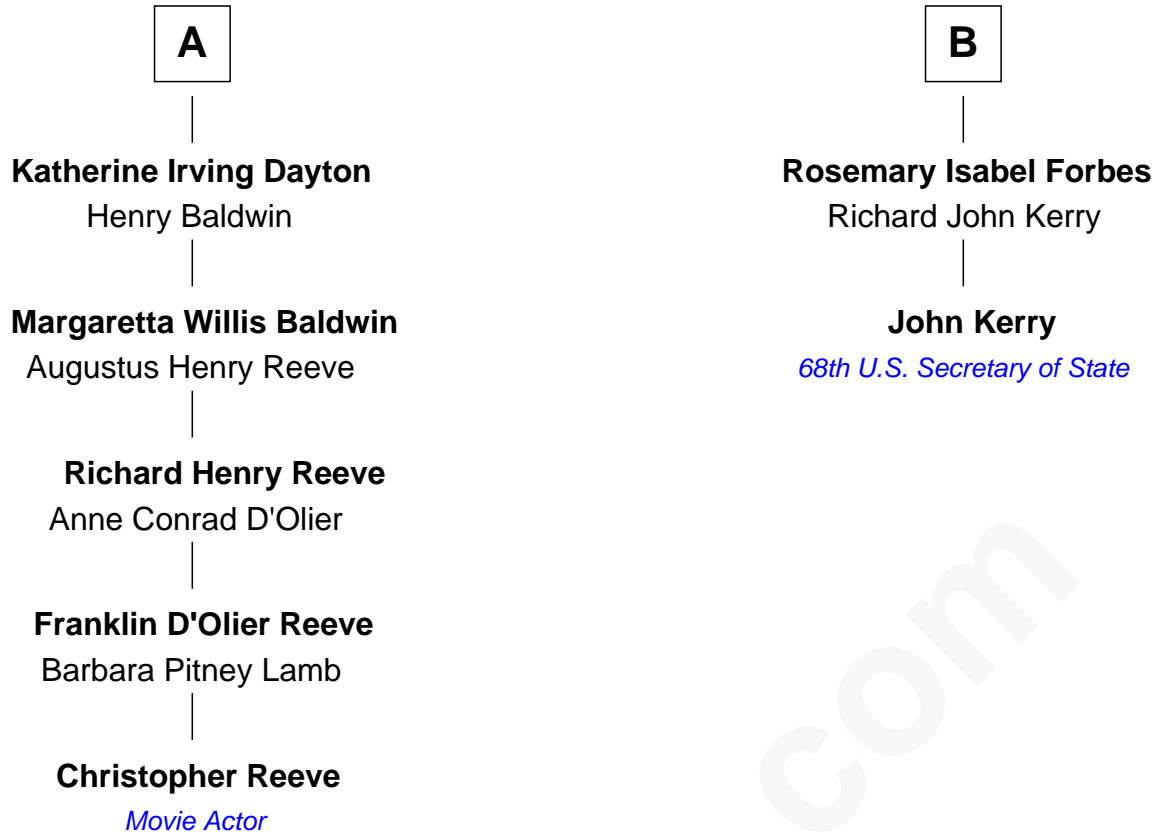 A
Katherine Irving Dayton
Henry Baldwin
Margaretta Willis Baldwin
Augustus Henry Reeve
Richard Henry Reeve
Anne Conrad D'Olier
Franklin D'Olier Reeve
Barbara Pitney Lamb
Christopher Reeve
Movie Actor
B
Rosemary Isabel Forbes
Richard John Kerry
John Kerry
68th U.S. Secretary of State
com